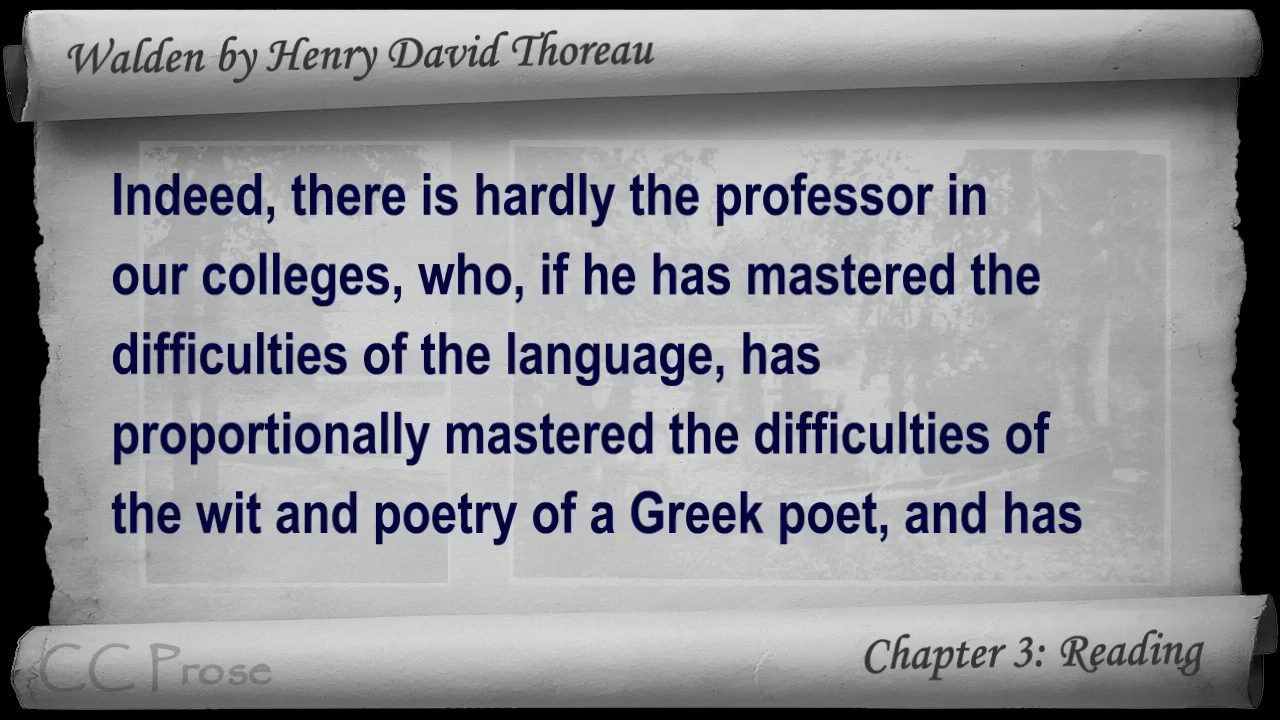 Walden by Henry David Thoreau
Indeed, there is hardly the professor in
our colleges, who, if he has mastered the
difficulties of the language, has
proportionally mastered the difficulties of
the wit and poetry of a Greek poet, and has
CC Prose
Chapter 3: Reading